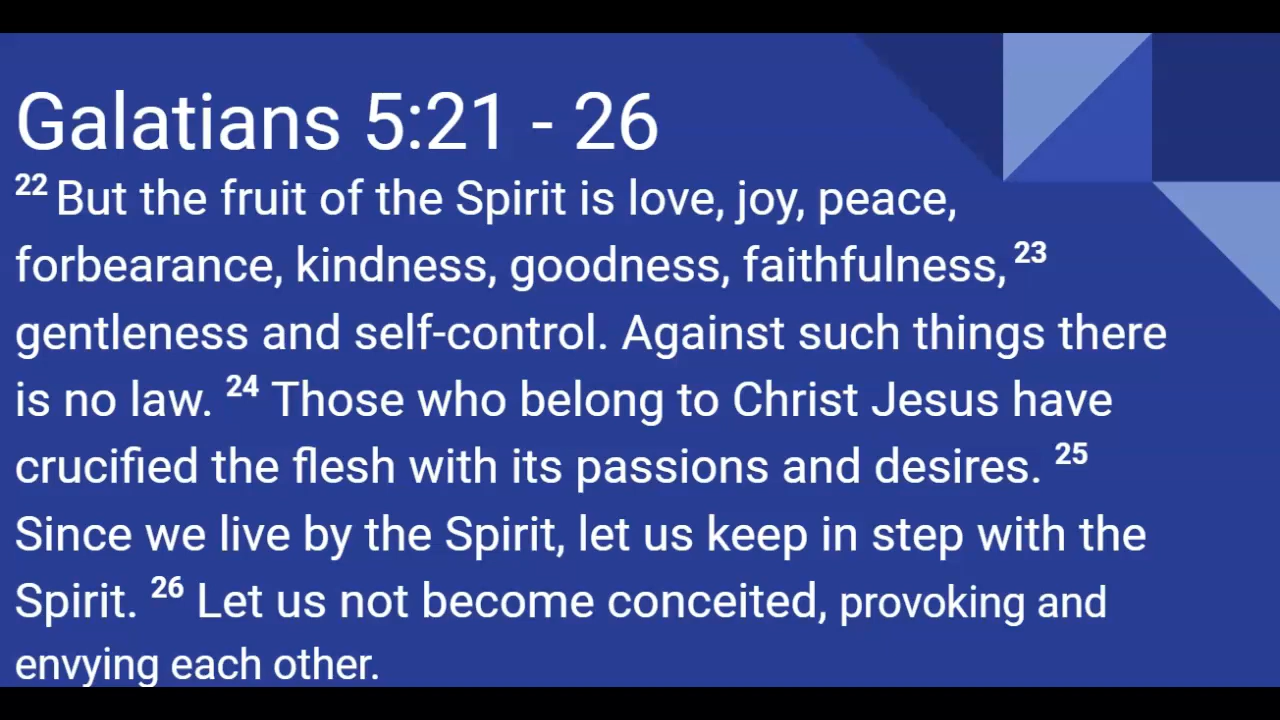 Galatians 5:21 - 26
22 But the fruit of the Spirit is love, joy, peace,
forbearance, kindness, goodness, faithfulness, 23
gentleness and self-control. Against such things there
is no law. 24 Those who belong to Christ Jesus have
crucified the flesh with its passions and desires. 25
Since we live by the Spirit, let us keep in step with the
Spirit. 26 Let us not become conceited, provoking and
envying each other.